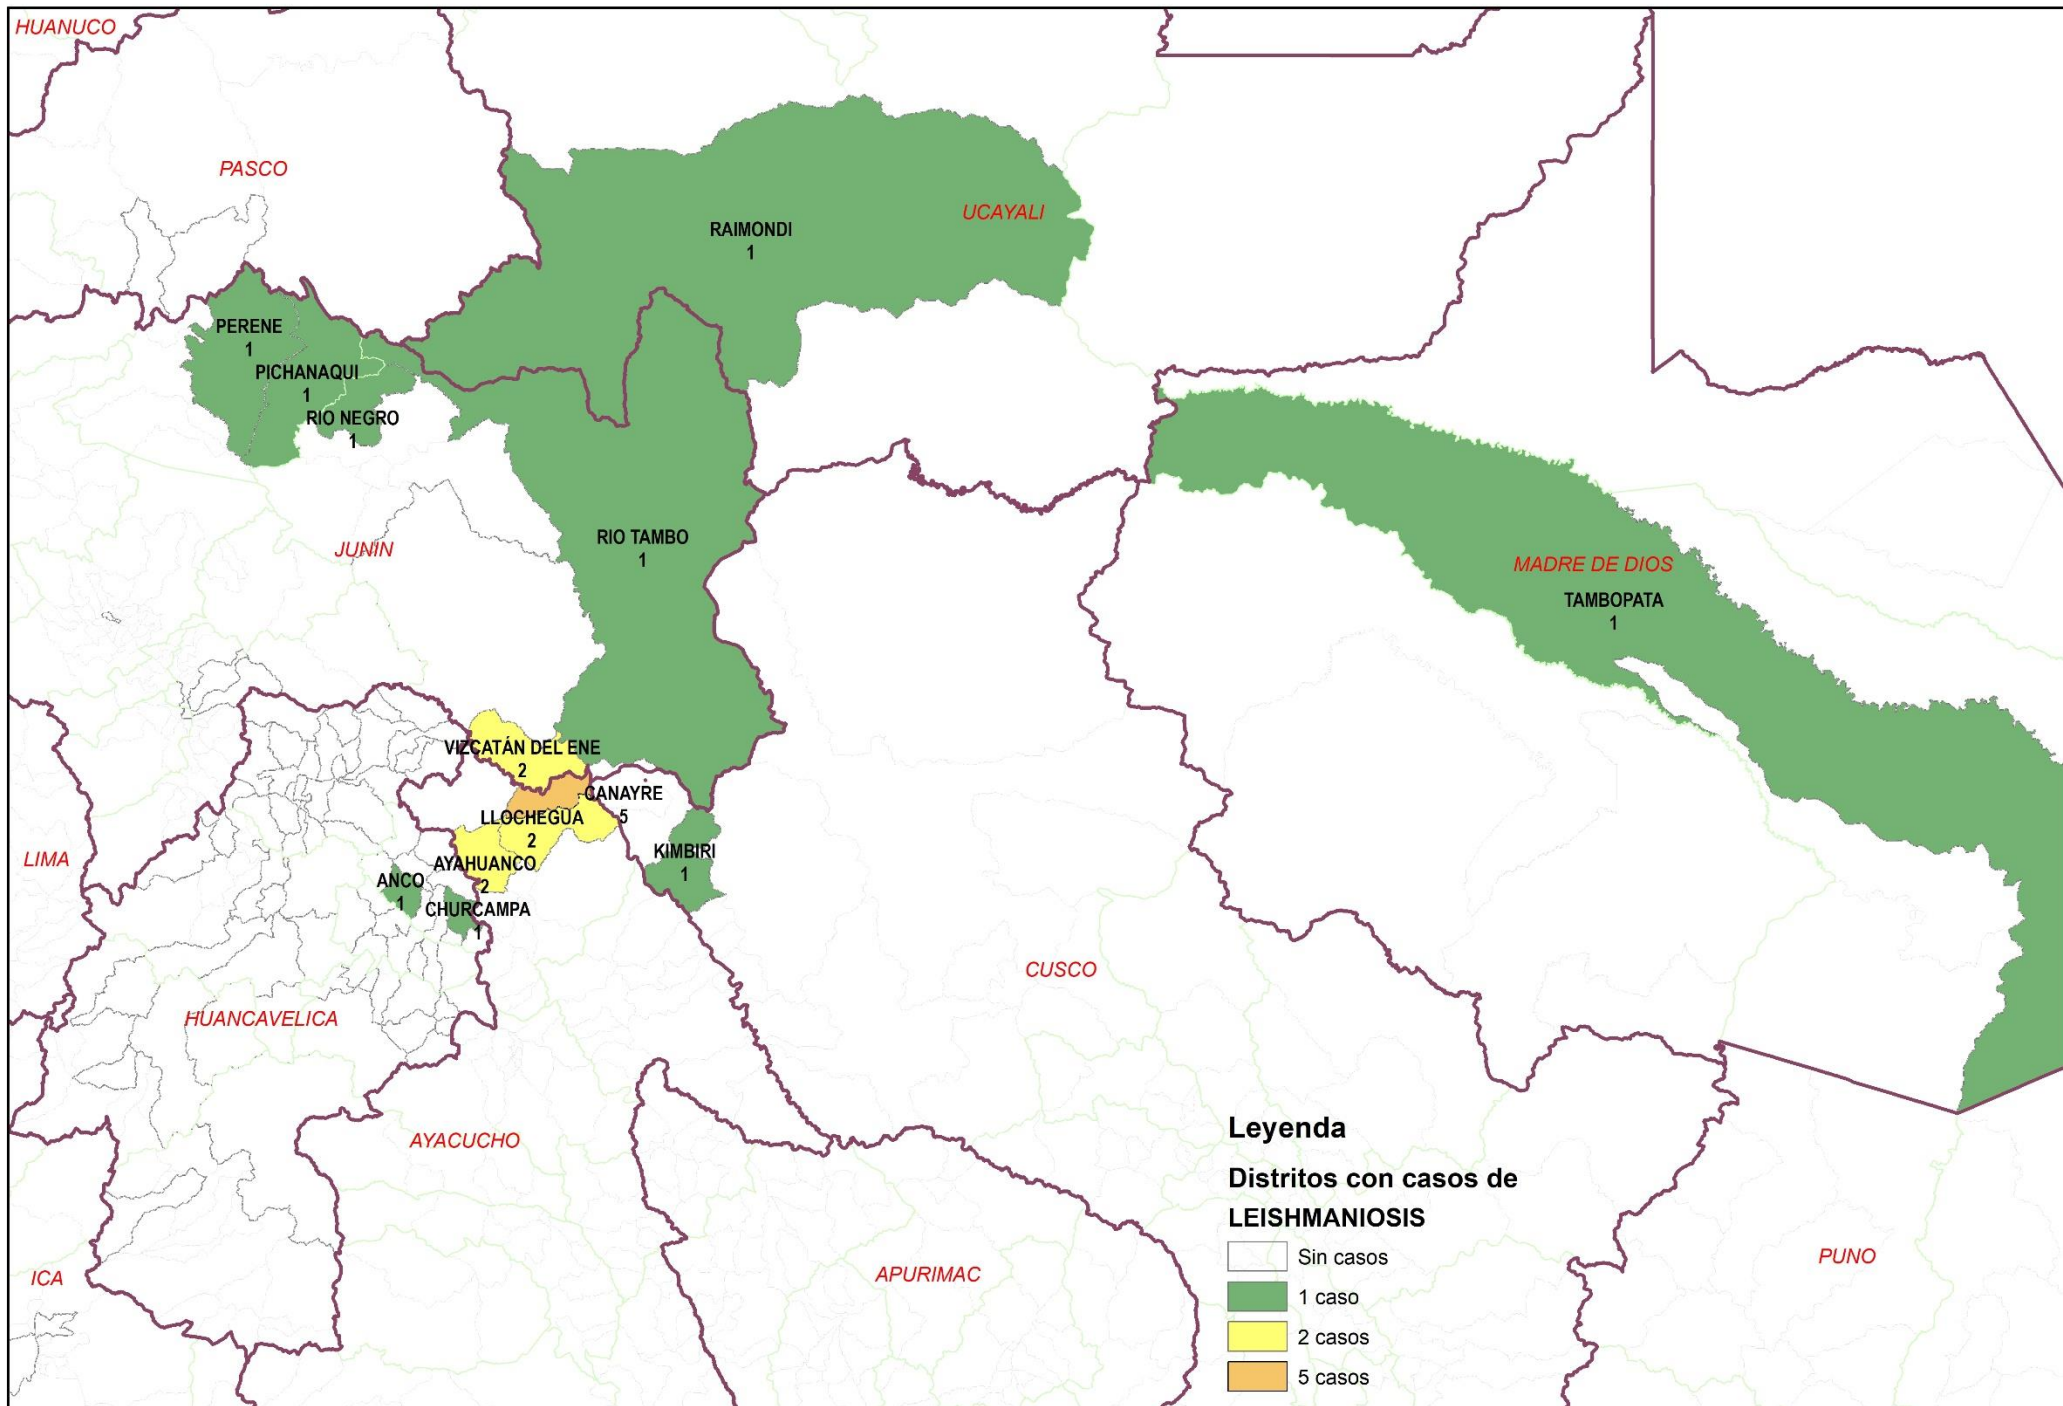 HUANUCO
PASCO
UCAYALI
RAIMONDI
1
PERENE
1
PICHANAQUI
1
RIO NEGRO
1
JUNIN
RIO TAMBO
1
MADRE DE DIOS
TAMBOPATA
1
VIZCATÁN DEL ENE
2
CANAYRE
5
LLOCHEGUA
2
AYAHUANCO
2
KIMBIRI
1
LIMA
ANCO
1
CHURCAMPA
1
CUSCO
HUANCAVELICA
AYACUCHO
ICA
APURIMAC
PUNO
Leyenda
Distritos con casos de
LEISHMANIOSIS
Sin casos
1 caso
2 casos
5 casos